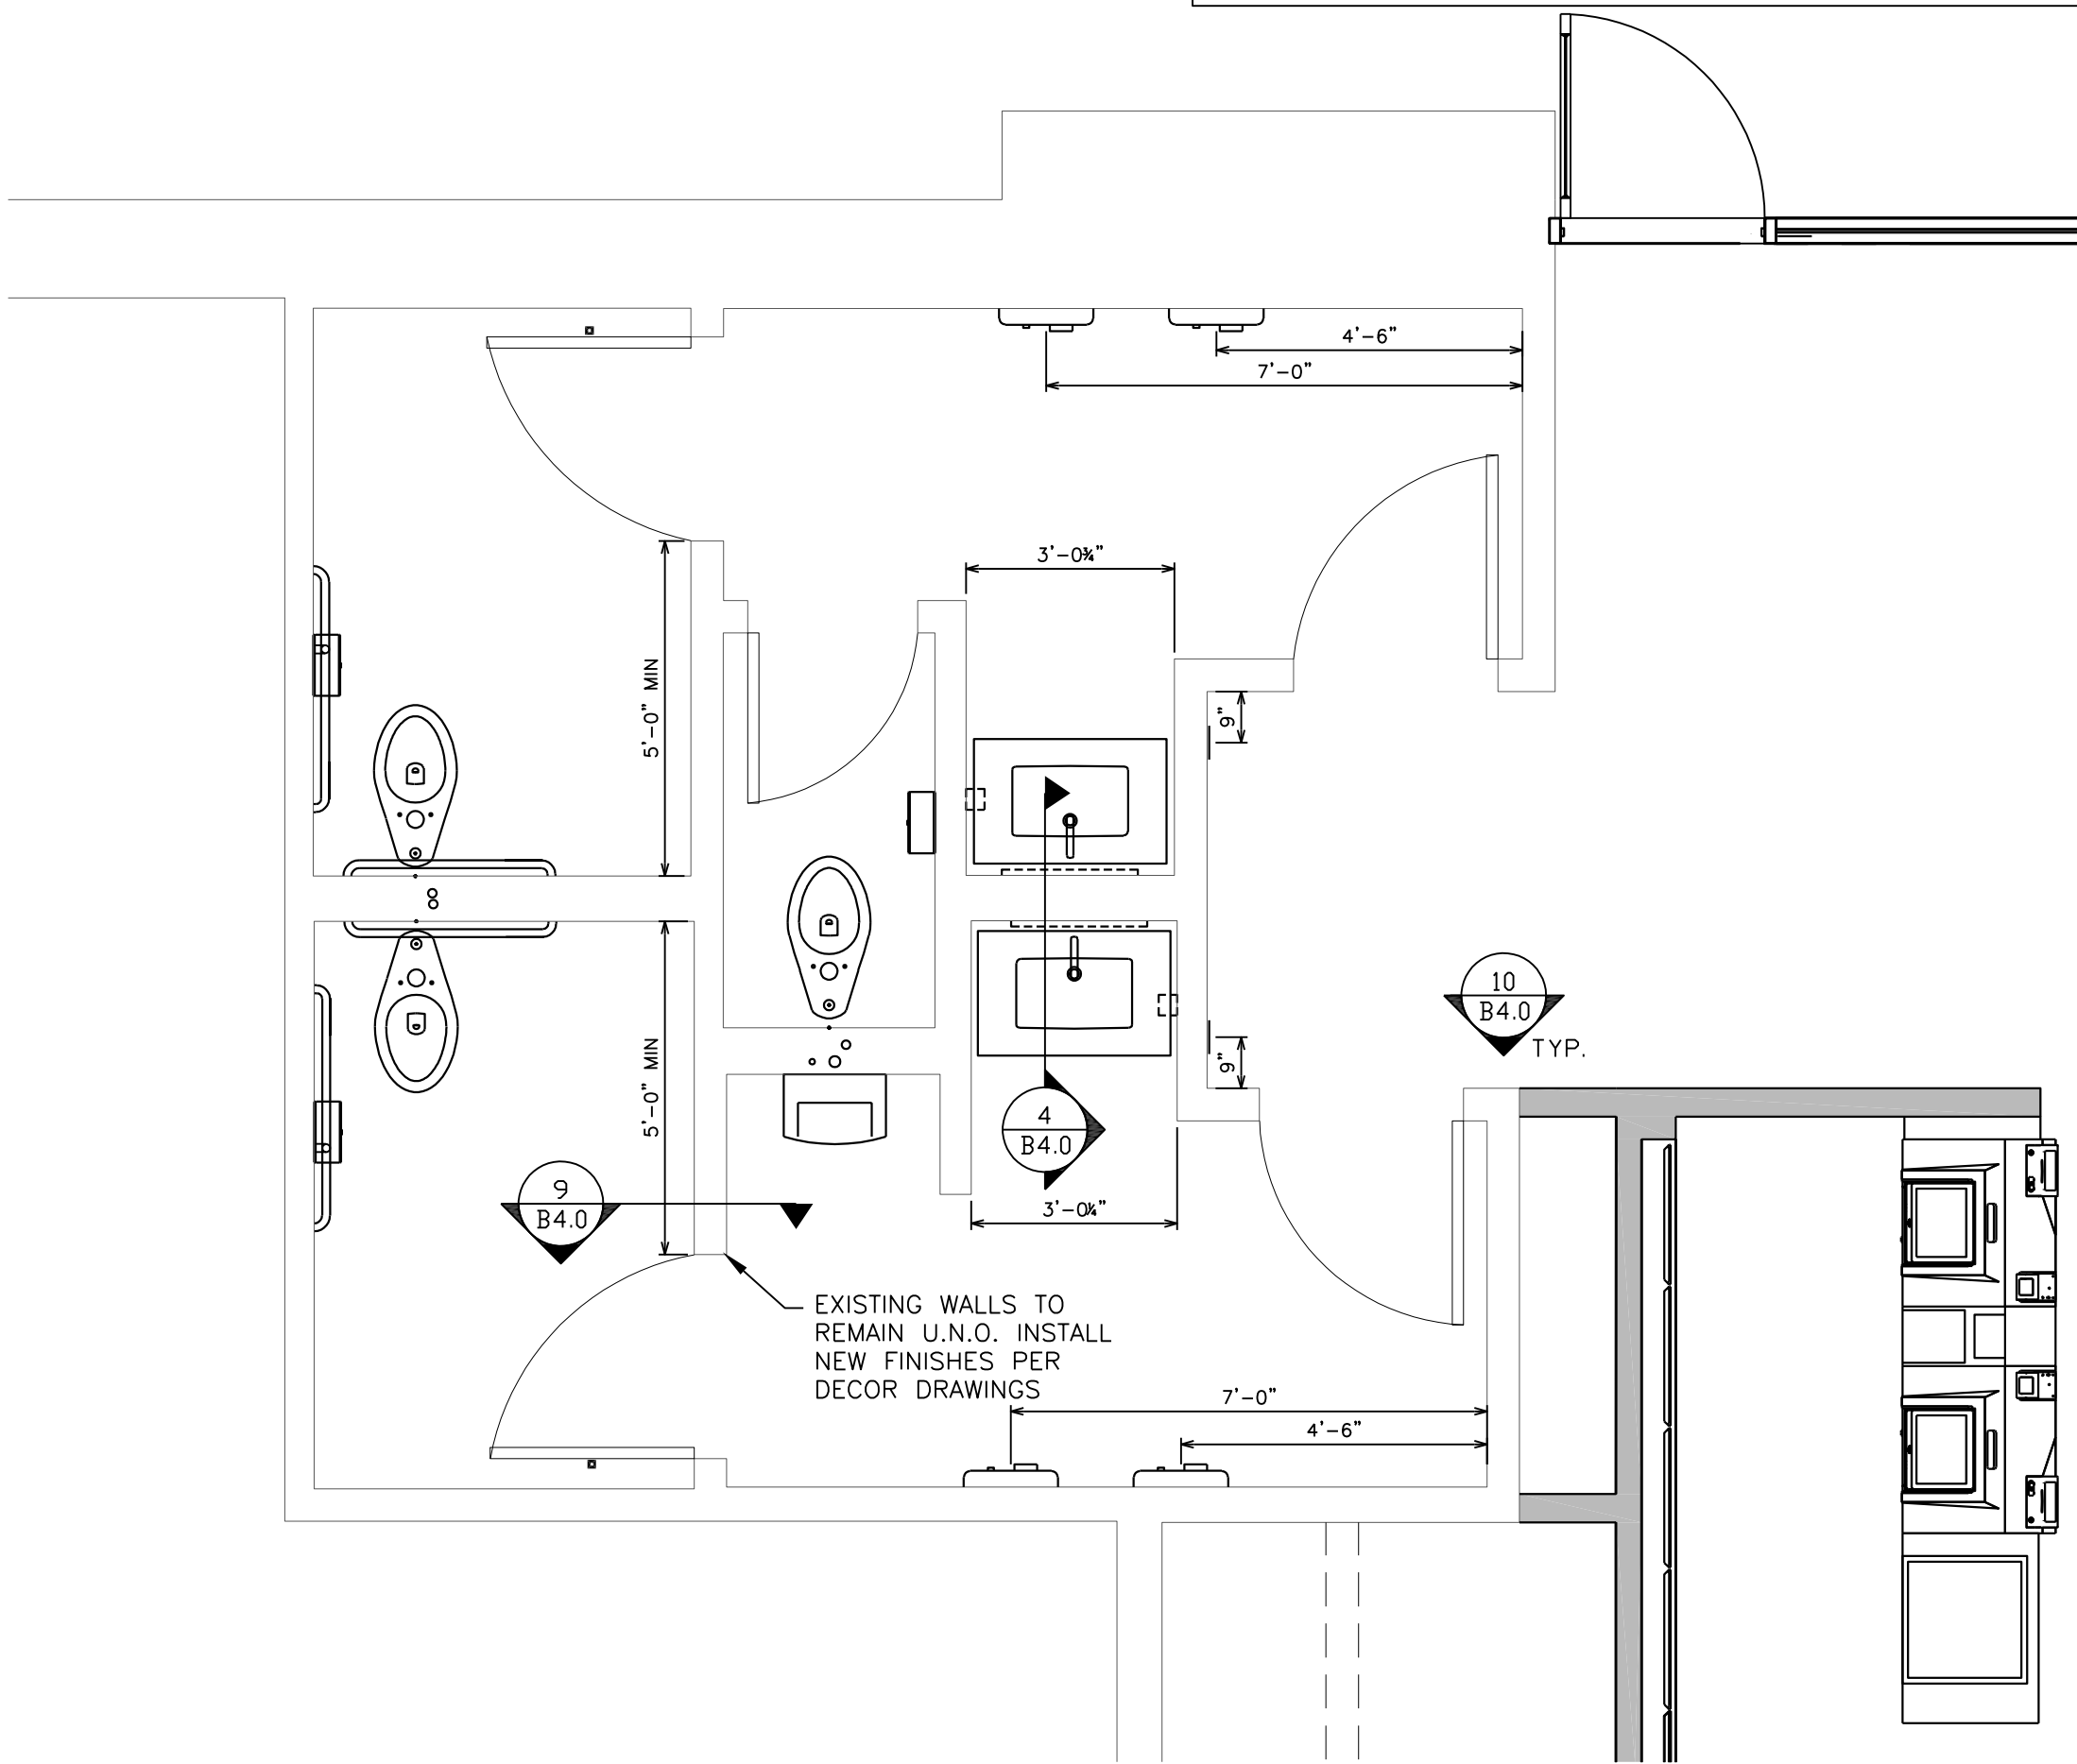 4'-6"
7'-0"
3'-0¾"
5'-0" MIN
9"
10
B4.0
TYP.
9"
5'-0" MIN
4
B4.0
9
B4.0
3'-0¼"
EXISTING WALLS TO
REMAIN U.N.O. INSTALL
NEW FINISHES PER
DECOR DRAWINGS
7'-0"
4'-6"